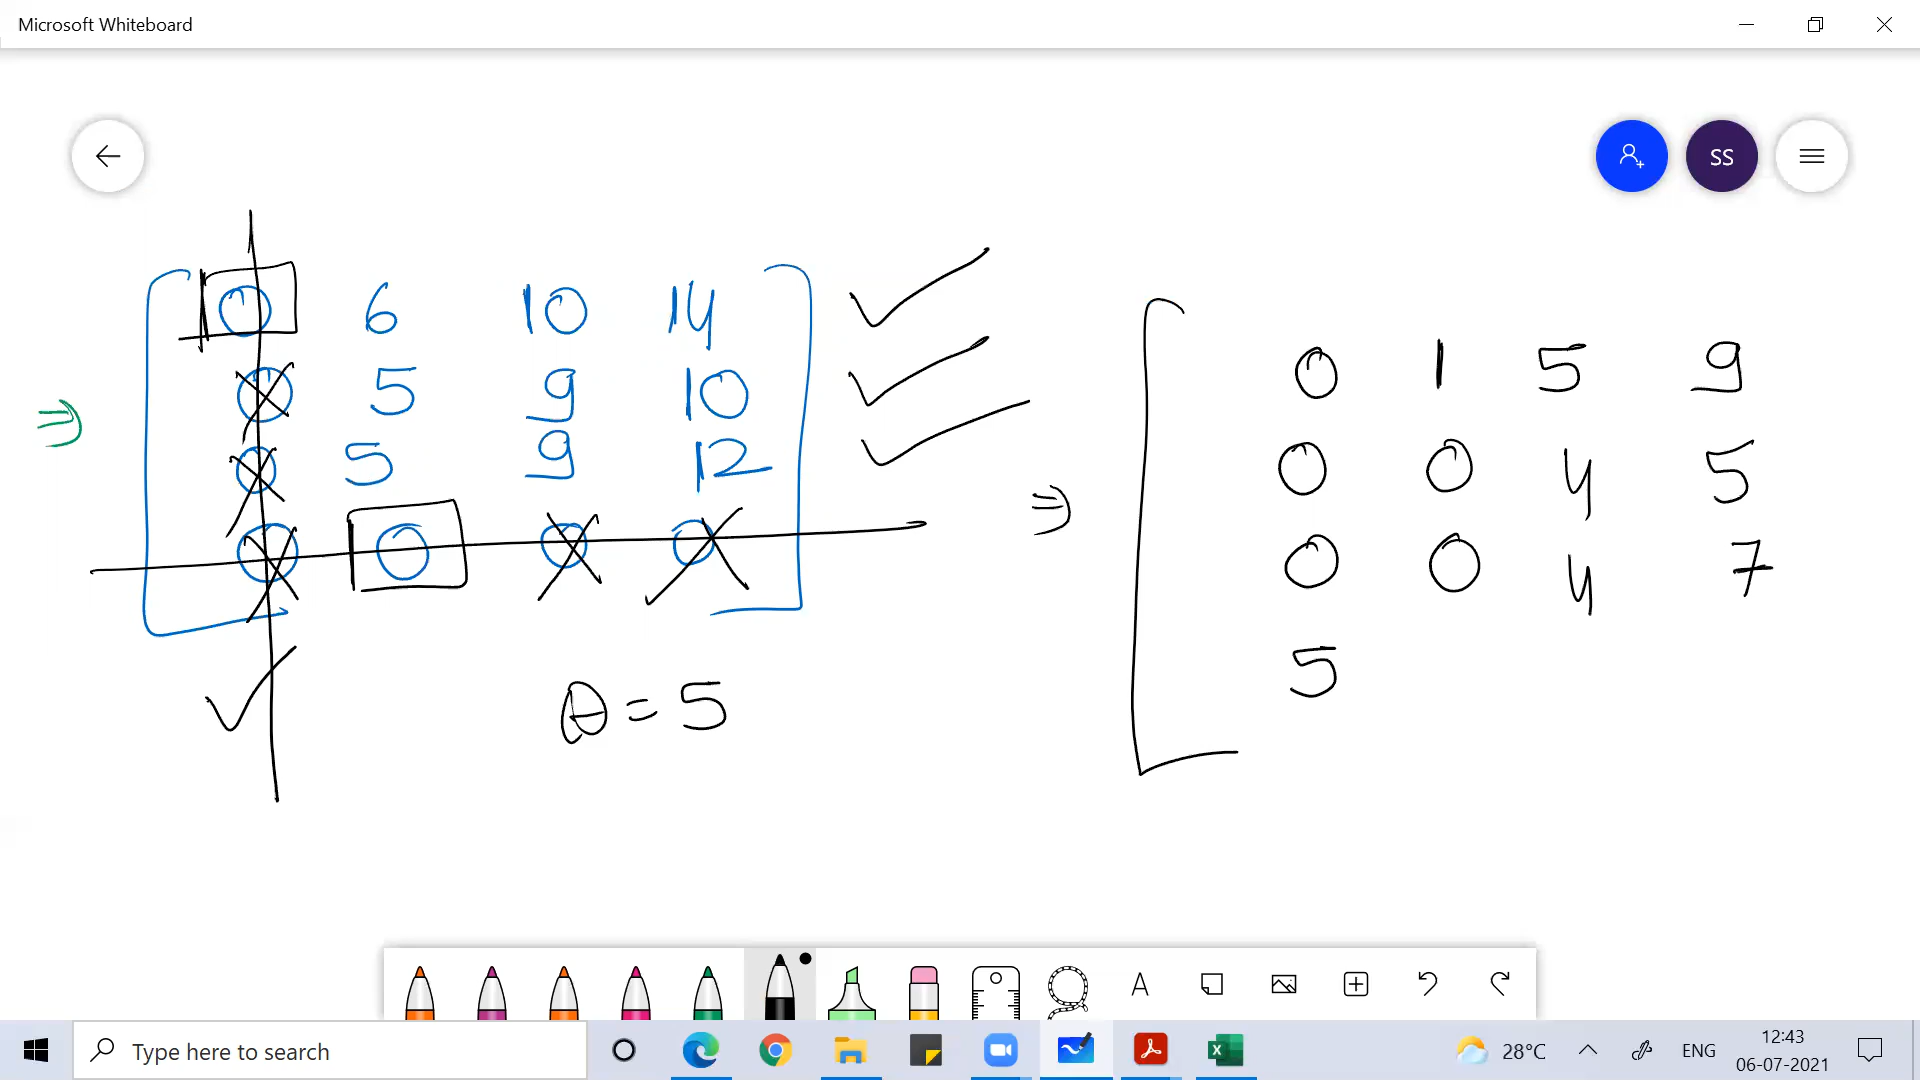 Microsoft Whiteboard
SS
⇒ 0 6 10 14
0 5 9 10
0 5 9 12
0 0 0 0
θ = 5
⇒ 0 1 5 9
0 0 4 5
0 0 4 7
5
A
Type here to search
28°C
ENG
12:43
06-07-2021